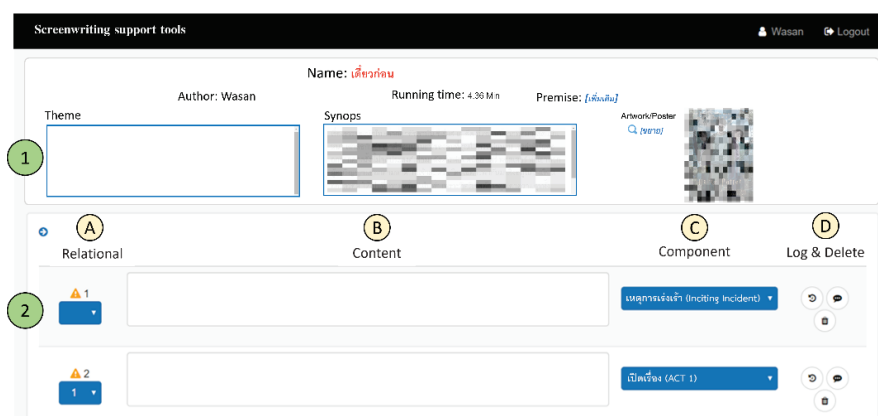 Screenwriting support tools Wasan Logout
Name: เดี๋ยวก่อน
Author: Wasan Running time: 4.36 Min Premise: [เพิ่มเติม]
Theme Synops Artwork/Poster
[ขยาย]
1
A B C D
Relational Content Component Log & Delete
1
2 เหตุการเร่งเร้า (Inciting Incident)
2
1 เปิดเรื่อง (ACT 1)